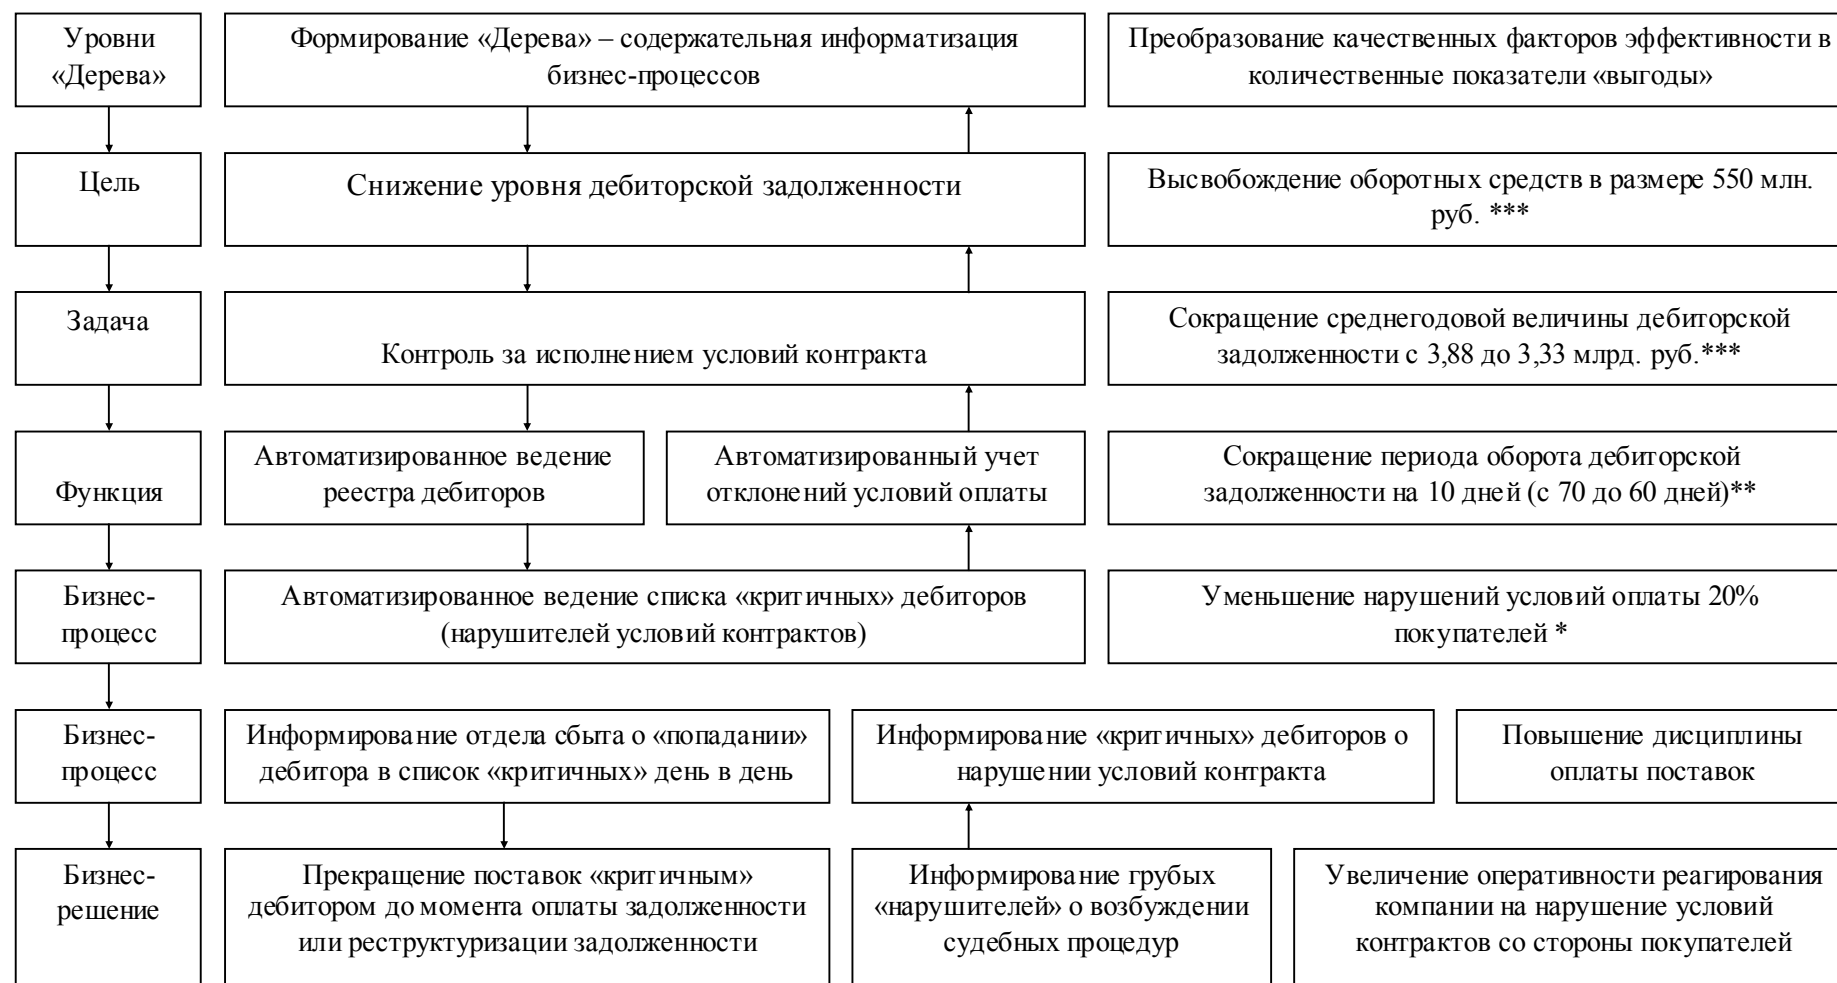 Уровни
«Дерева»
Формирование «Дерева» – содержательная информатизация
бизнес-процессов
Преобразование качественных факторов эффективности в
количественные показатели «выгоды»
Цель
Снижение уровня дебиторской задолженности
Высвобождение оборотных средств в размере 550 млн.
руб. ***
Задача
Контроль за исполнением условий контракта
Сокращение среднегодовой величины дебиторской
задолженности с 3,88 до 3,33 млрд. руб.***
Функция
Автоматизированное ведение
реестра дебиторов
Автоматизированный учет
отклонений условий оплаты
Сокращение периода оборота дебиторской
задолженности на 10 дней (с 70 до 60 дней)**
Бизнес-
процесс
Автоматизированное ведение списка «критичных» дебиторов
(нарушителей условий контрактов)
Уменьшение нарушений условий оплаты 20%
покупателей *
Бизнес-
процесс
Информирование отдела сбыта о «попадании»
дебитора в список «критичных» день в день
Информирование «критичных» дебиторов о
нарушении условий контракта
Повышение дисциплины
оплаты поставок
Бизнес-
решение
Прекращение поставок «критичным»
дебитором до момента оплаты задолженности
или реструктуризации задолженности
Информирование грубых
«нарушителей» о возбуждении
судебных процедур
Увеличение оперативности реагирования
компании на нарушение условий
контрактов со стороны покупателей